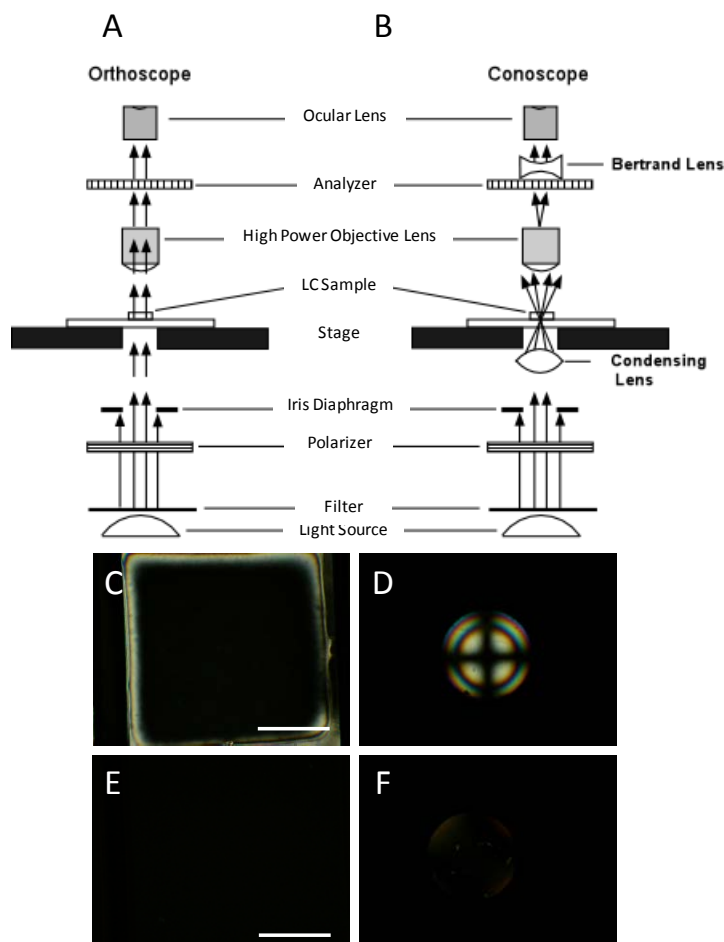 A
B
Orthoscope
Conoscope
Ocular Lens
Bertrand Lens
Analyzer
High Power Objective Lens
LC Sample
Stage
Condensing
Lens
Iris Diaphragm
Polarizer
Filter
Light Source
C
D
E
F